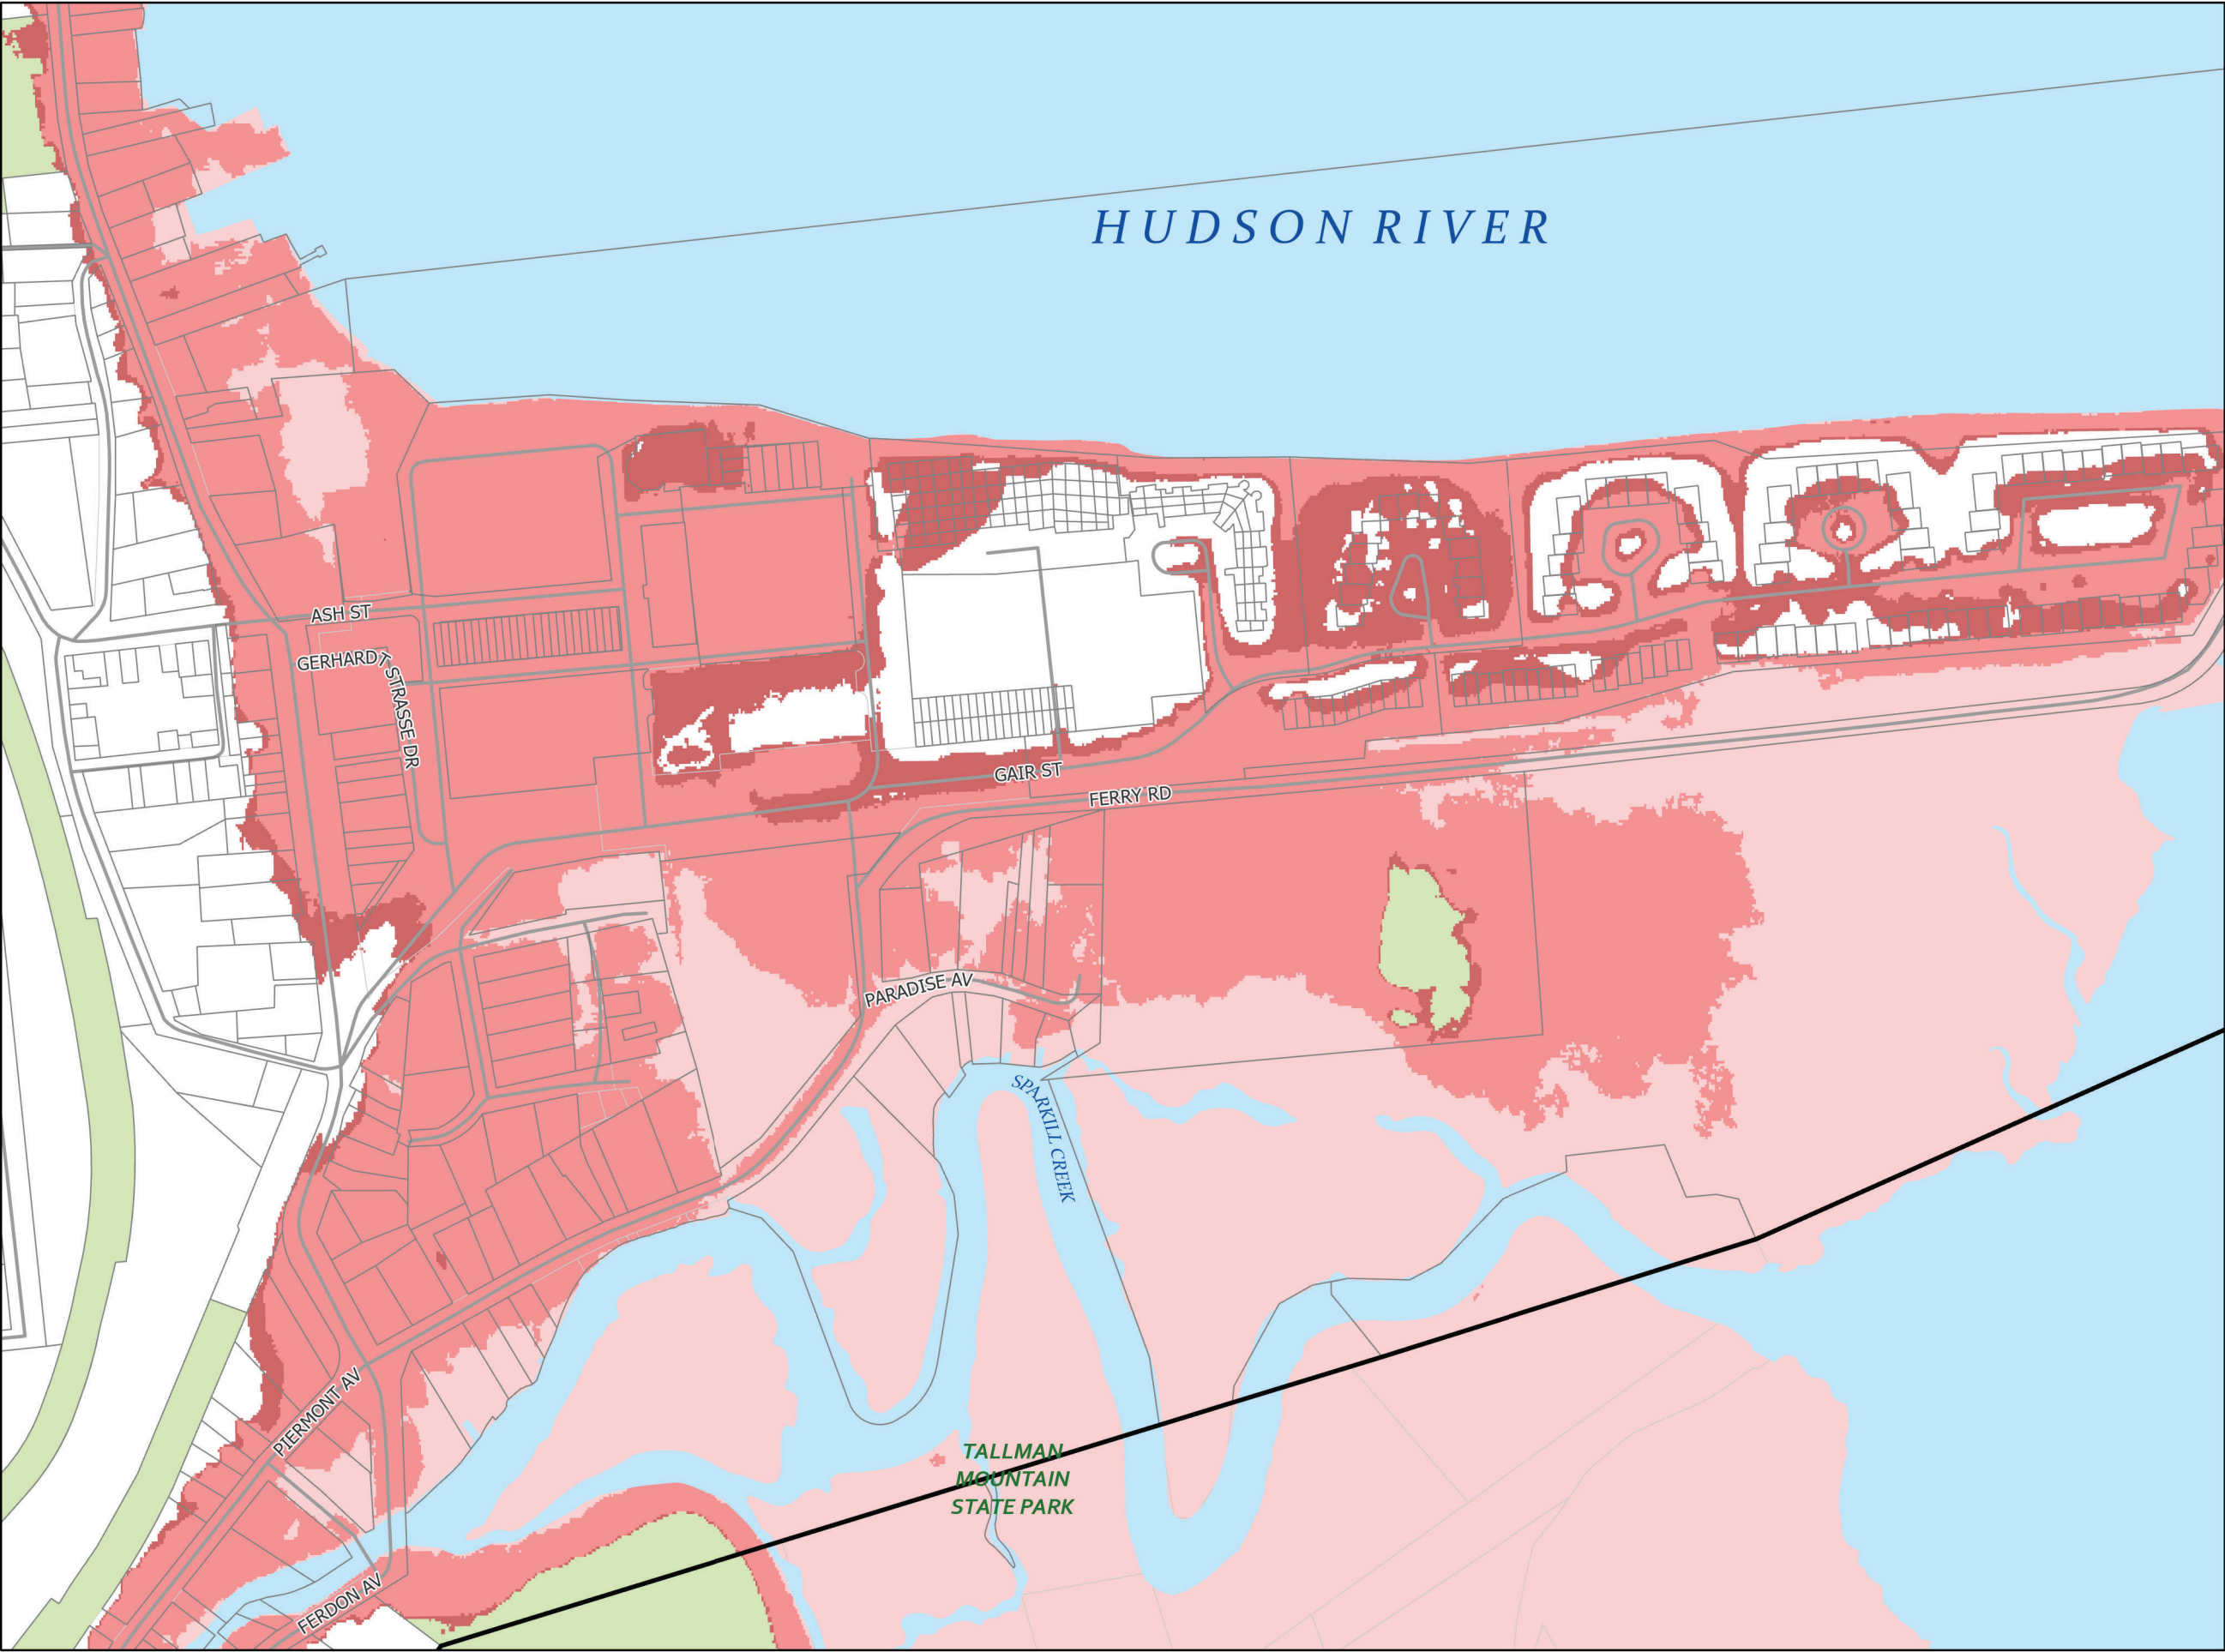 HUDSON RIVER
ASH ST
GERHARDT STRASSE DR
GAIR ST
FERRY RD
PARADISE AV
SPARKILL CREEK
PIERMONT AV
TALLMAN
MOUNTAIN
STATE PARK
FERDON AV